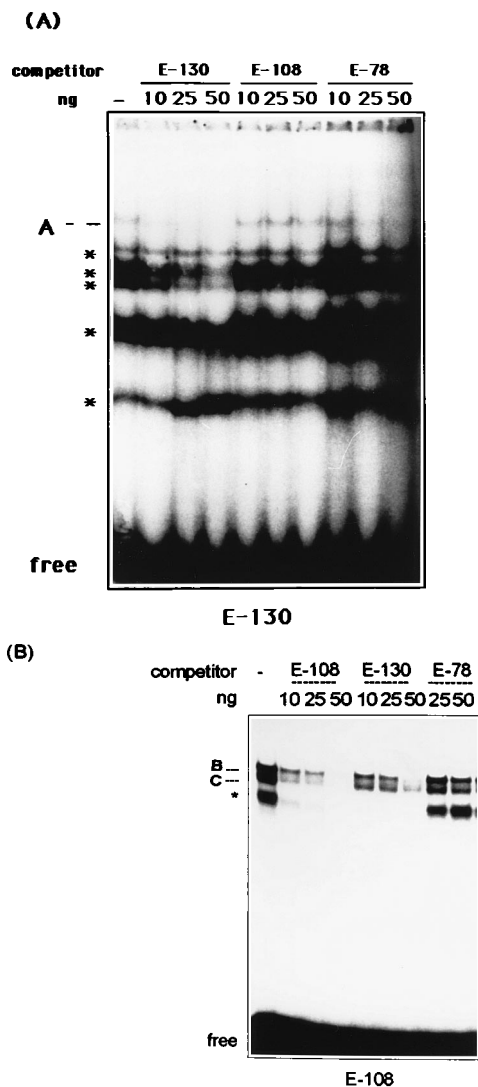 (A)
competitor E-130 E-108 E-78
ng – 10 25 50 10 25 50 10 25 50
A
*
*
*
*
*
free
E-130
(B)
competitor - E-108 E-130 E-78
ng 10 25 50 10 25 50 25 50
B
C
*
free
E-108